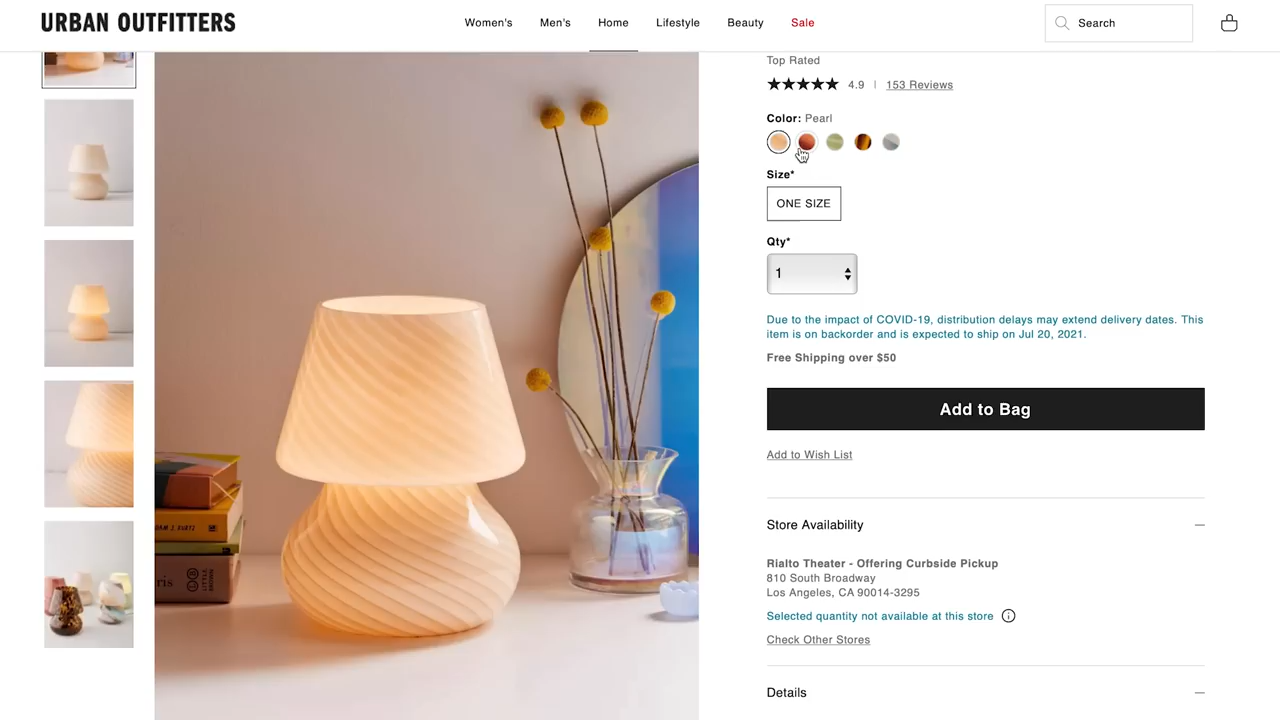 URBAN OUTFITTERS
Women's
Men's
Home
Lifestyle
Beauty
Sale
Search
Top Rated
4.9 | 153 Reviews
Color: Pearl
Size*
ONE SIZE
Qty*
1
Due to the impact of COVID-19, distribution delays may extend delivery dates. This
item is on backorder and is expected to ship on Jul 20, 2021.
Free Shipping over $50
Add to Bag
Add to Wish List
Store Availability
Rialto Theater - Offering Curbside Pickup
810 South Broadway
Los Angeles, CA 90014-3295
Selected quantity not available at this store
Check Other Stores
Details